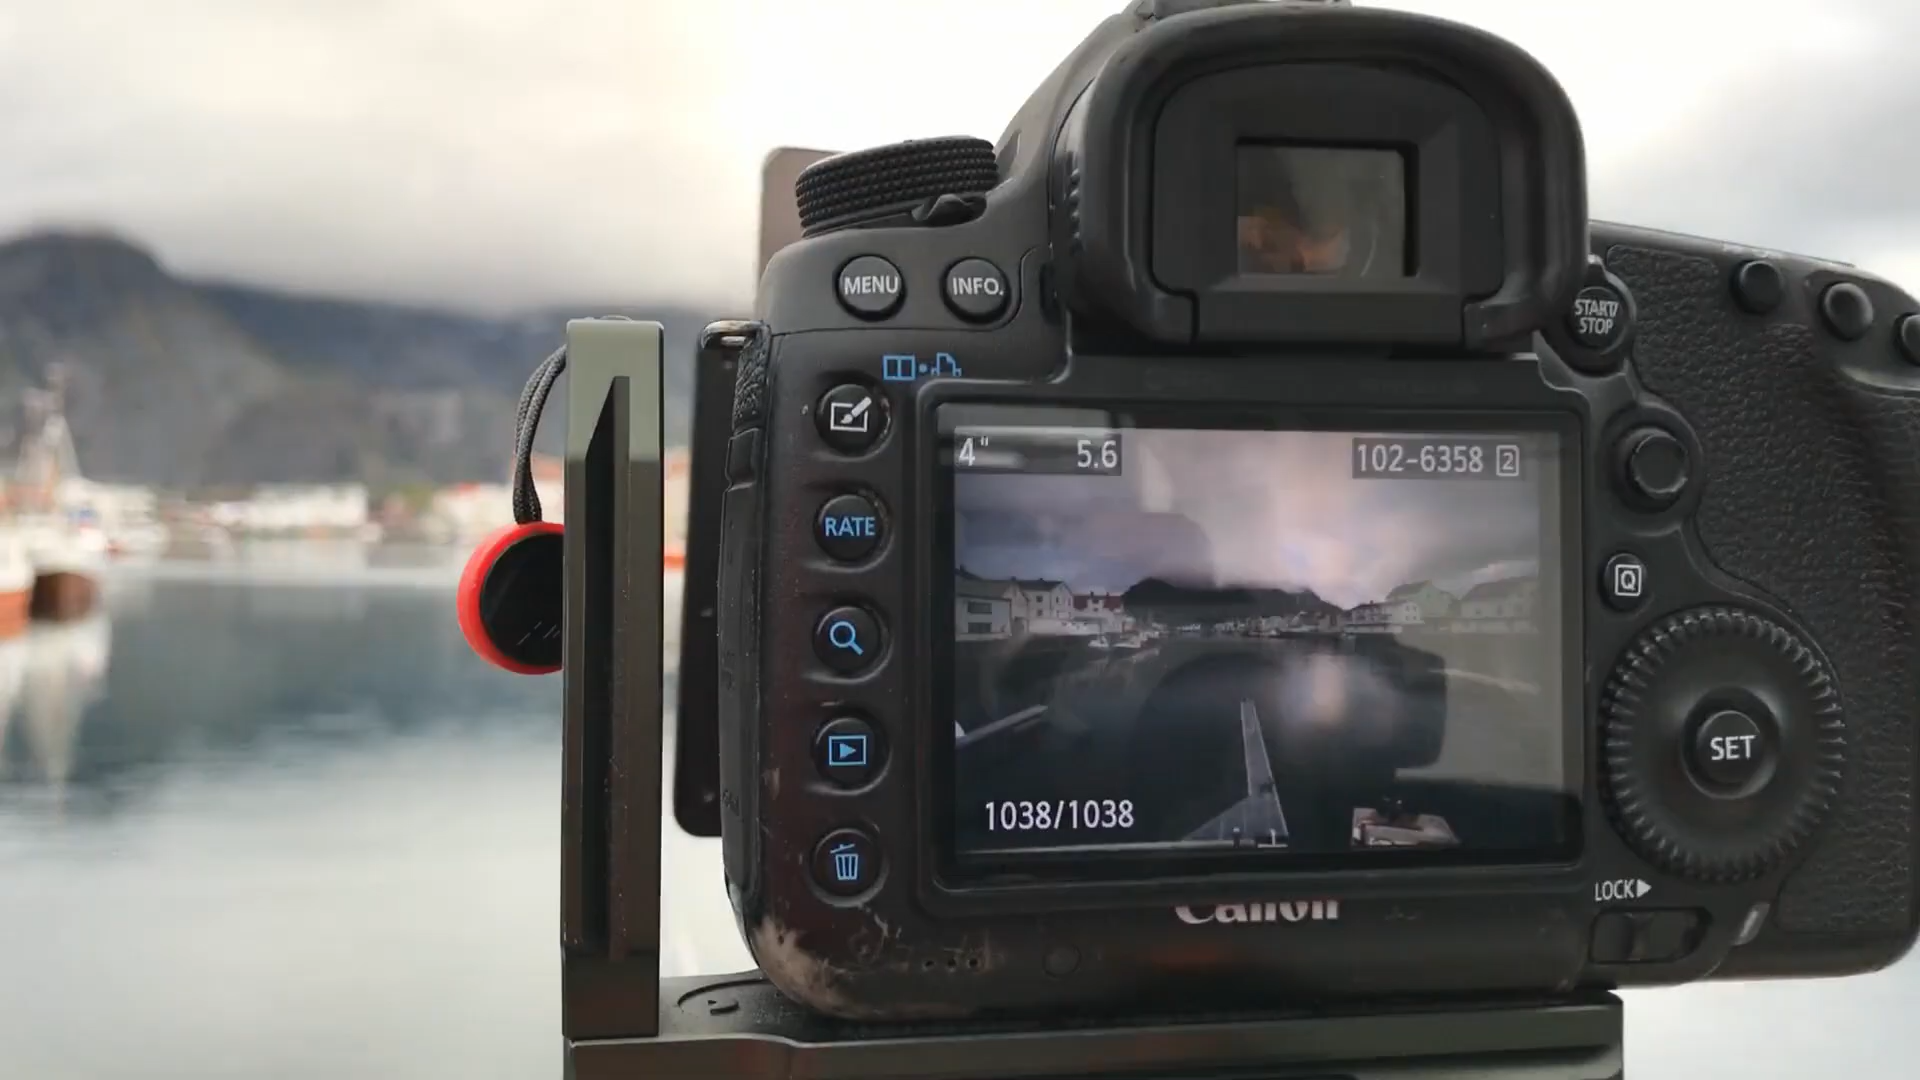 MENU INFO.
START/
STOP
4" 5.6 102-6358 2
RATE
Q
SET
1038/1038
LOCK
Canon